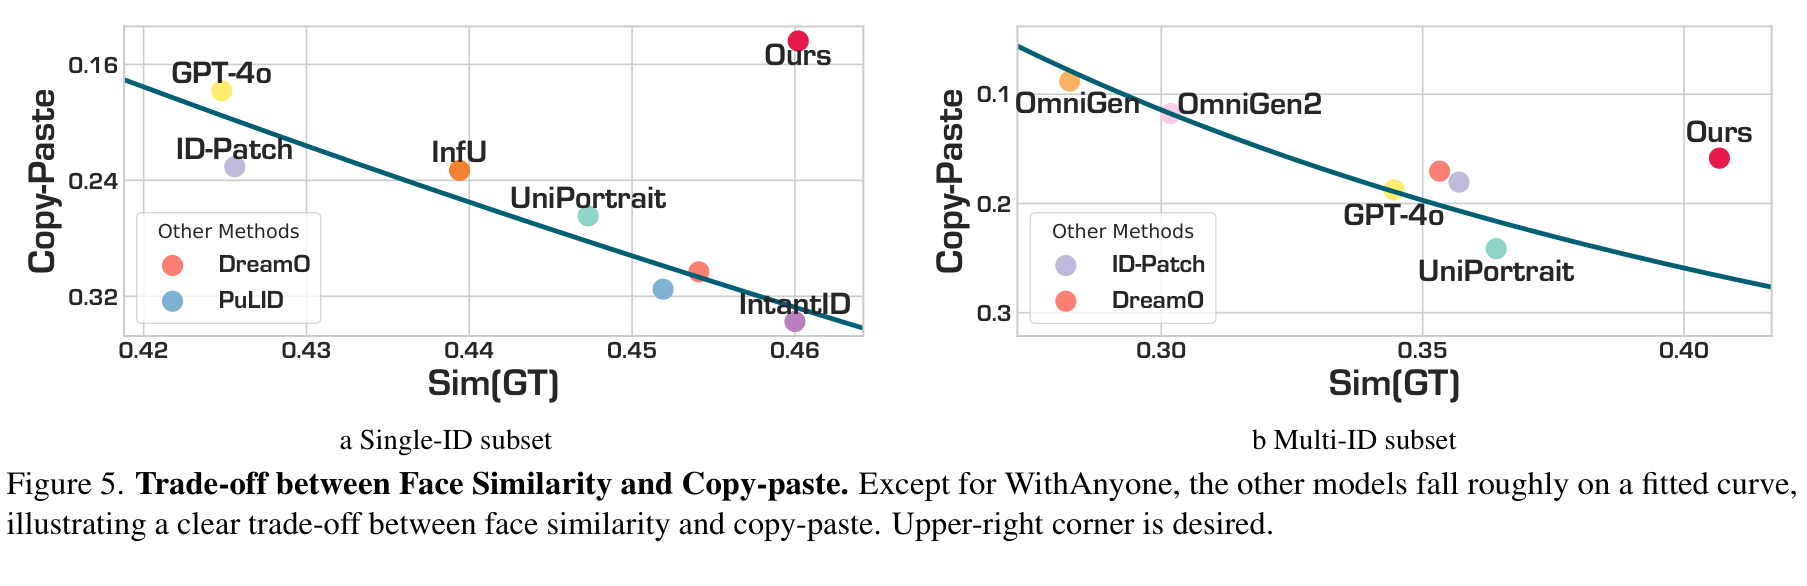 Copy-Paste
0.16
0.24
0.32
GPT-4o
ID-Patch
InfU
UniPortrait
IntantID
Ours
Other Methods
DreamO
PuLID
0.42 0.43 0.44 0.45 0.46
Sim(GT)
a Single-ID subset
Copy-Paste
0.1
0.2
0.3
OmniGen
OmniGen2
GPT-4o
UniPortrait
Ours
Other Methods
ID-Patch
DreamO
0.30 0.35 0.40
Sim(GT)
b Multi-ID subset
Figure 5. Trade-off between Face Similarity and Copy-paste. Except for WithAnyone, the other models fall roughly on a fitted curve,
illustrating a clear trade-off between face similarity and copy-paste. Upper-right corner is desired.